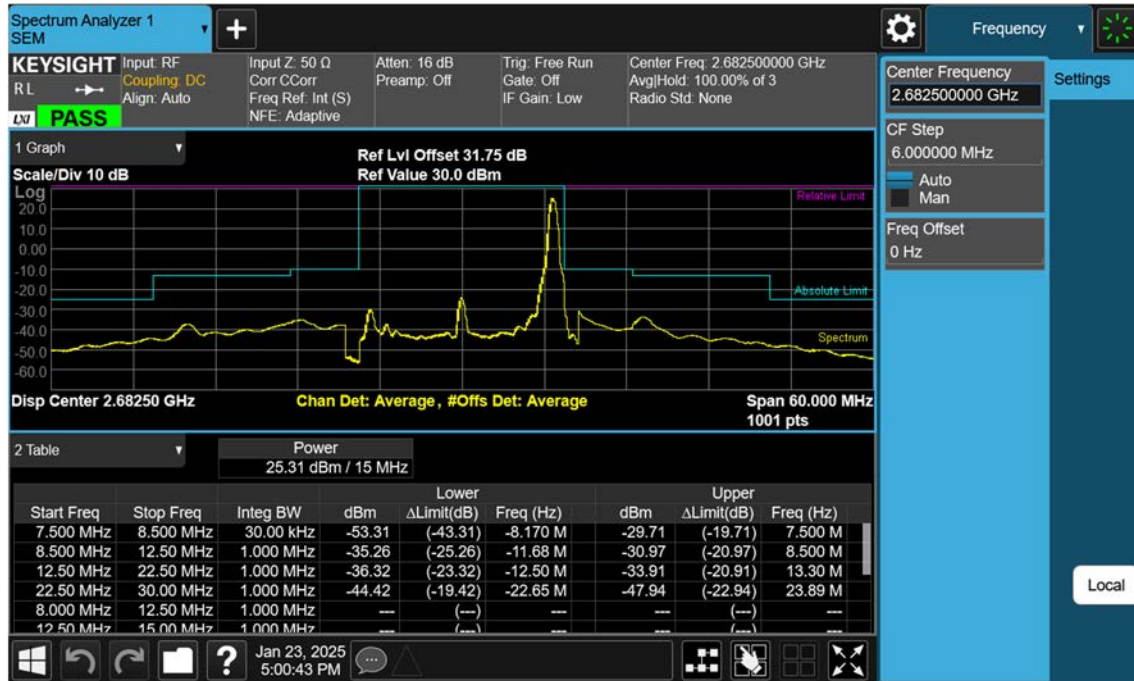 Spectrum Analyzer 1
SEM
Frequency
KEYSIGHT
RL
LXI PASS
Input: RF
Coupling: DC
Align: Auto
Input Z: 50 Ω
Corr CCorr
Freq Ref: Int (S)
NFE: Adaptive
Atten: 16 dB
Preamp: Off
Trig: Free Run
Gate: Off
IF Gain: Low
Center Freq: 2.682500000 GHz
Avg|Hold: 100.00% of 3
Radio Std: None
Center Frequency
2.682500000 GHz
Settings
CF Step
6.000000 MHz
Auto
Man
Freq Offset
0 Hz
1 Graph
Scale/Div 10 dB
Ref Lvl Offset 31.75 dB
Ref Value 30.0 dBm
Log
Relative Limit
20.0
10.0
0.00
-10.0
-20.0
Absolute Limit
-30.0
-40.0
Spectrum
-50.0
-60.0
Disp Center 2.68250 GHz
Chan Det: Average, #Offs Det: Average
Span 60.000 MHz
1001 pts
2 Table
Power
25.31 dBm / 15 MHz
Lower Upper
Start Freq Stop Freq Integ BW dBm ΔLimit(dB) Freq (Hz) dBm ΔLimit(dB) Freq (Hz)
7.500 MHz 8.500 MHz 30.00 kHz -53.31 (-43.31) -8.170 M -29.71 (-19.71) 7.500 M
8.500 MHz 12.50 MHz 1.000 MHz -35.26 (-25.26) -11.68 M -30.97 (-20.97) 8.500 M
12.50 MHz 22.50 MHz 1.000 MHz -36.32 (-23.32) -12.50 M -33.91 (-20.91) 13.30 M
22.50 MHz 30.00 MHz 1.000 MHz -44.42 (-19.42) -22.65 M -47.94 (-22.94) 23.89 M
8.000 MHz 12.50 MHz 1.000 MHz --- (---) --- --- (---) ---
12.50 MHz 15.00 MHz 1.000 MHz --- (---) --- --- (---) ---
Local
?
Jan 23, 2025
5:00:43 PM